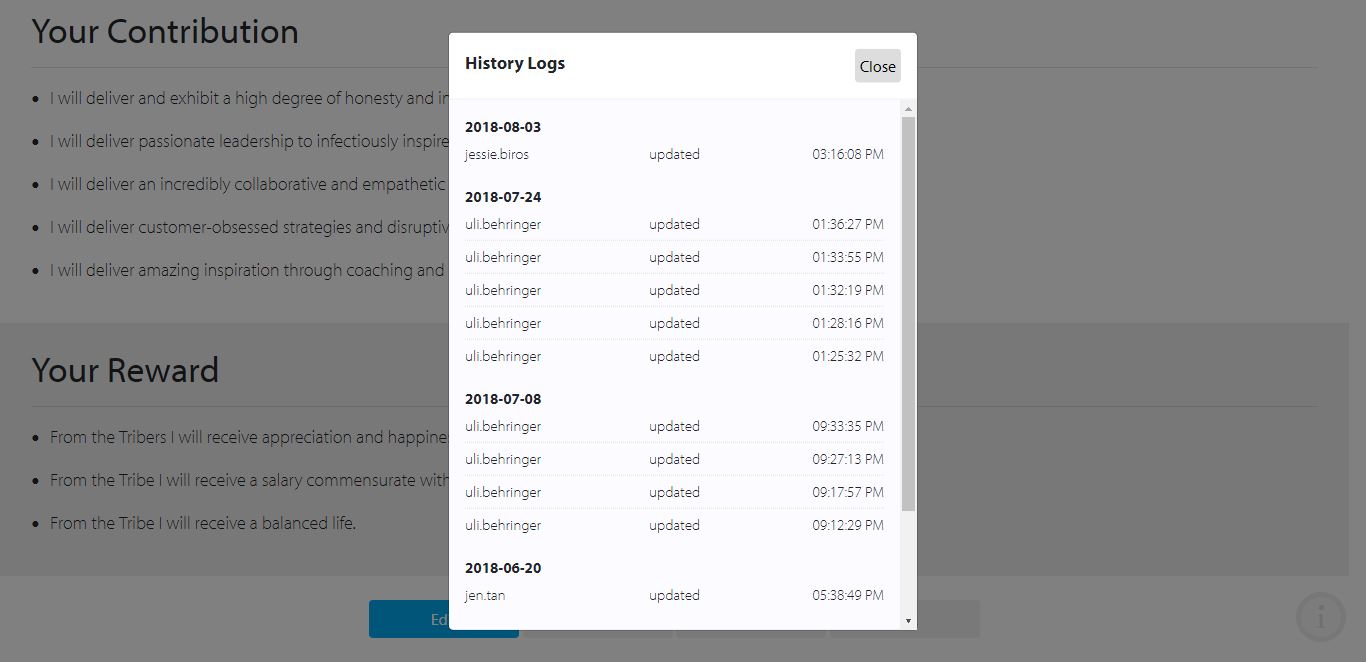 Your Contribution
I will deliver and exhibit a high degree of honesty and in
I will deliver passionate leadership to infectiously inspire
I will deliver an incredibly collaborative and empathetic
I will deliver customer-obsessed strategies and disruptiv
I will deliver amazing inspiration through coaching and
Your Reward
From the Tribers I will receive appreciation and happine
From the Tribe I will receive a salary commensurate with
From the Tribe I will receive a balanced life.
Ed
History Logs
Close
2018-08-03
jessie.biros updated 03:16:08 PM
2018-07-24
uli.behringer updated 01:36:27 PM
uli.behringer updated 01:33:55 PM
uli.behringer updated 01:32:19 PM
uli.behringer updated 01:28:16 PM
uli.behringer updated 01:25:32 PM
2018-07-08
uli.behringer updated 09:33:35 PM
uli.behringer updated 09:27:13 PM
uli.behringer updated 09:17:57 PM
uli.behringer updated 09:12:29 PM
2018-06-20
jen.tan updated 05:38:49 PM
i